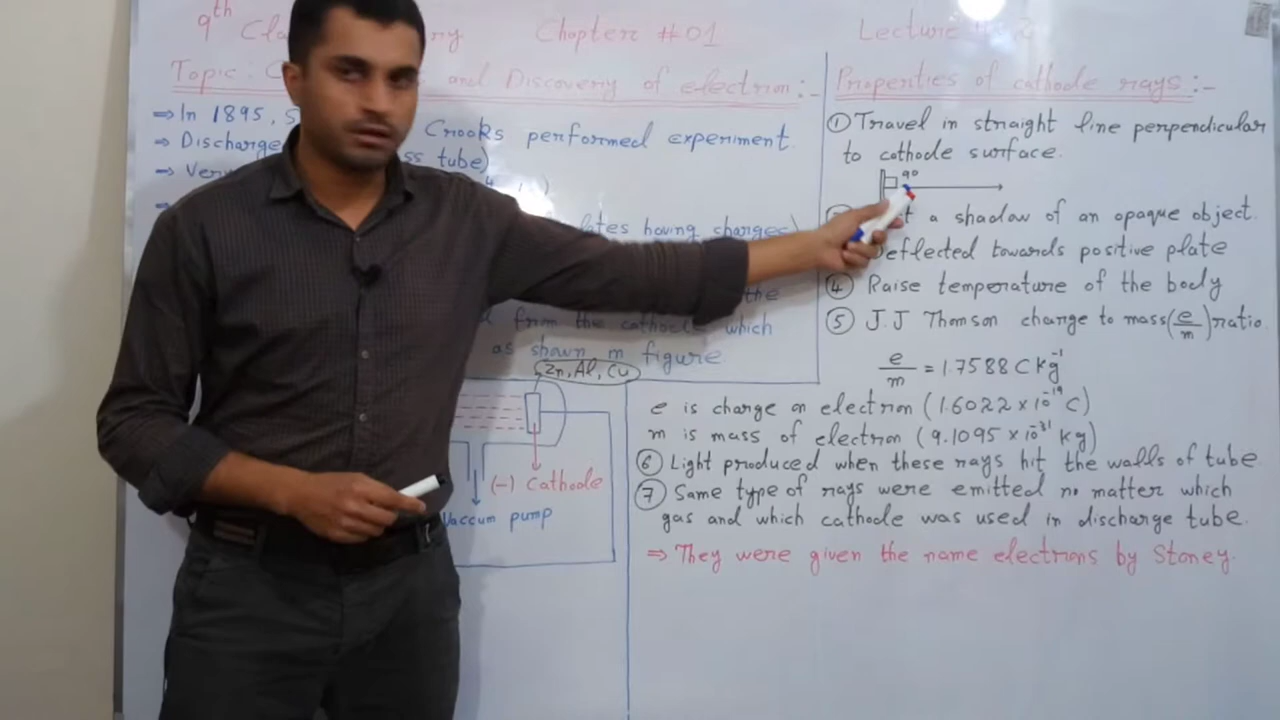 9th Chapter #01 Lecture
Topic: and Discovery of electron:-
⇒ In 1895, Crooks performed experiment
⇒ Discharge tube)
⇒ Very
having charges)
the
from the cathode which
as shown in figure
Zn, Al, Cu
(-) Cathode
Vaccum pump
Properties of cathode rays:-
① Travel in straight line perpendicular
to cathode surface.
90
a shadow of an opaque object.
Deflected towards positive plate
④ Raise temperature of the body
⑤ J.J Thomson charge to mass (e/m) ratio.
e/m = 1.7588 C kg⁻¹
e is charge on electron (1.6022 × 10⁻¹⁹ C)
m is mass of electron (9.1095 × 10⁻³¹ kg)
⑥ Light produced when these rays hit the walls of tube
⑦ Same type of rays were emitted no matter which
gas and which cathode was used in discharge tube.
⇒ They were given the name electrons by Stoney.